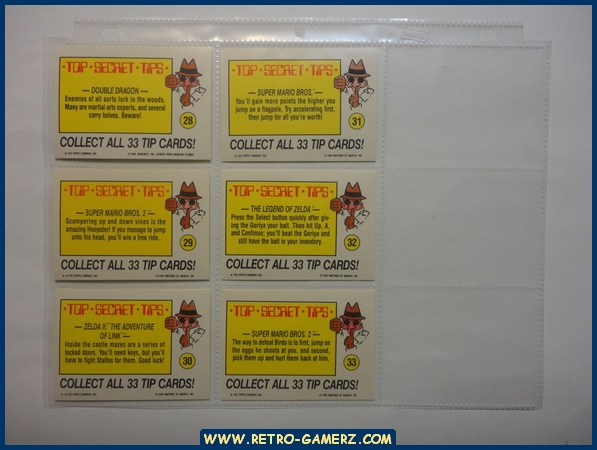 TOP • SECRET • TIPS
— DOUBLE DRAGON —
Enemies of all sorts lurk in the woods.
Many are martial arts experts, and several
carry knives. Beware!
28
COLLECT ALL 33 TIP CARDS!
TOP • SECRET • TIPS
— SUPER MARIO BROS. —
You'll gain more points the higher you
jump on a flagpole. Try accelerating first,
then jump for all you're worth!
31
COLLECT ALL 33 TIP CARDS!
TOP • SECRET • TIPS
— SUPER MARIO BROS. 2 —
Scampering up and down vines is the
amazing Hoopster! If you manage to jump
onto his head, you'll win a free ride.
29
COLLECT ALL 33 TIP CARDS!
TOP • SECRET • TIPS
— THE LEGEND OF ZELDA —
Press the Select button quickly after giv-
ing the Goriya your bait. Then hit Up, A,
and Continue; you'll beat the Goriya and
still have the bait in your inventory.
32
COLLECT ALL 33 TIP CARDS!
TOP • SECRET • TIPS
ZELDA II: THE ADVENTURE
OF LINK —
Inside the castle mazes are a series of
locked doors. You'll need keys, but you'll
have to fight Stalfos for them. Good luck!
30
COLLECT ALL 33 TIP CARDS!
TOP • SECRET • TIPS
— SUPER MARIO BROS. 2 —
The way to defeat Birdo is to first, jump
on the eggs he shoots at you, and second,
pick them up and hurl them back at him.
33
COLLECT ALL 33 TIP CARDS!
WWW.RETRO-GAMERZ.COM